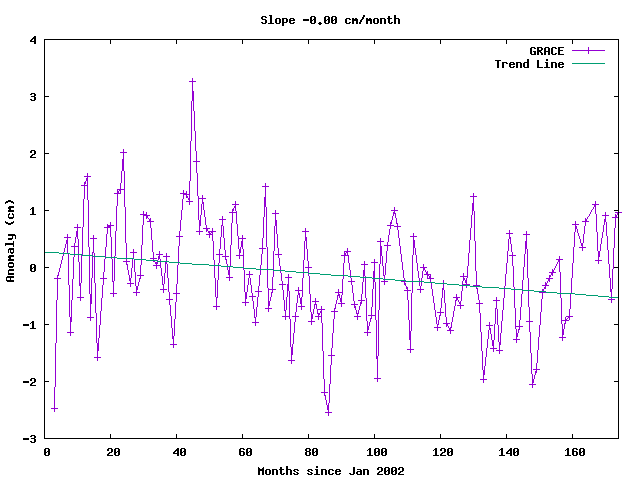 Slope -0.00 cm/month
GRACE
Trend Line
Anomaly (cm)
4
3
2
1
0
-1
-2
-3
0 20 40 60 80 100 120 140 160
Months since Jan 2002